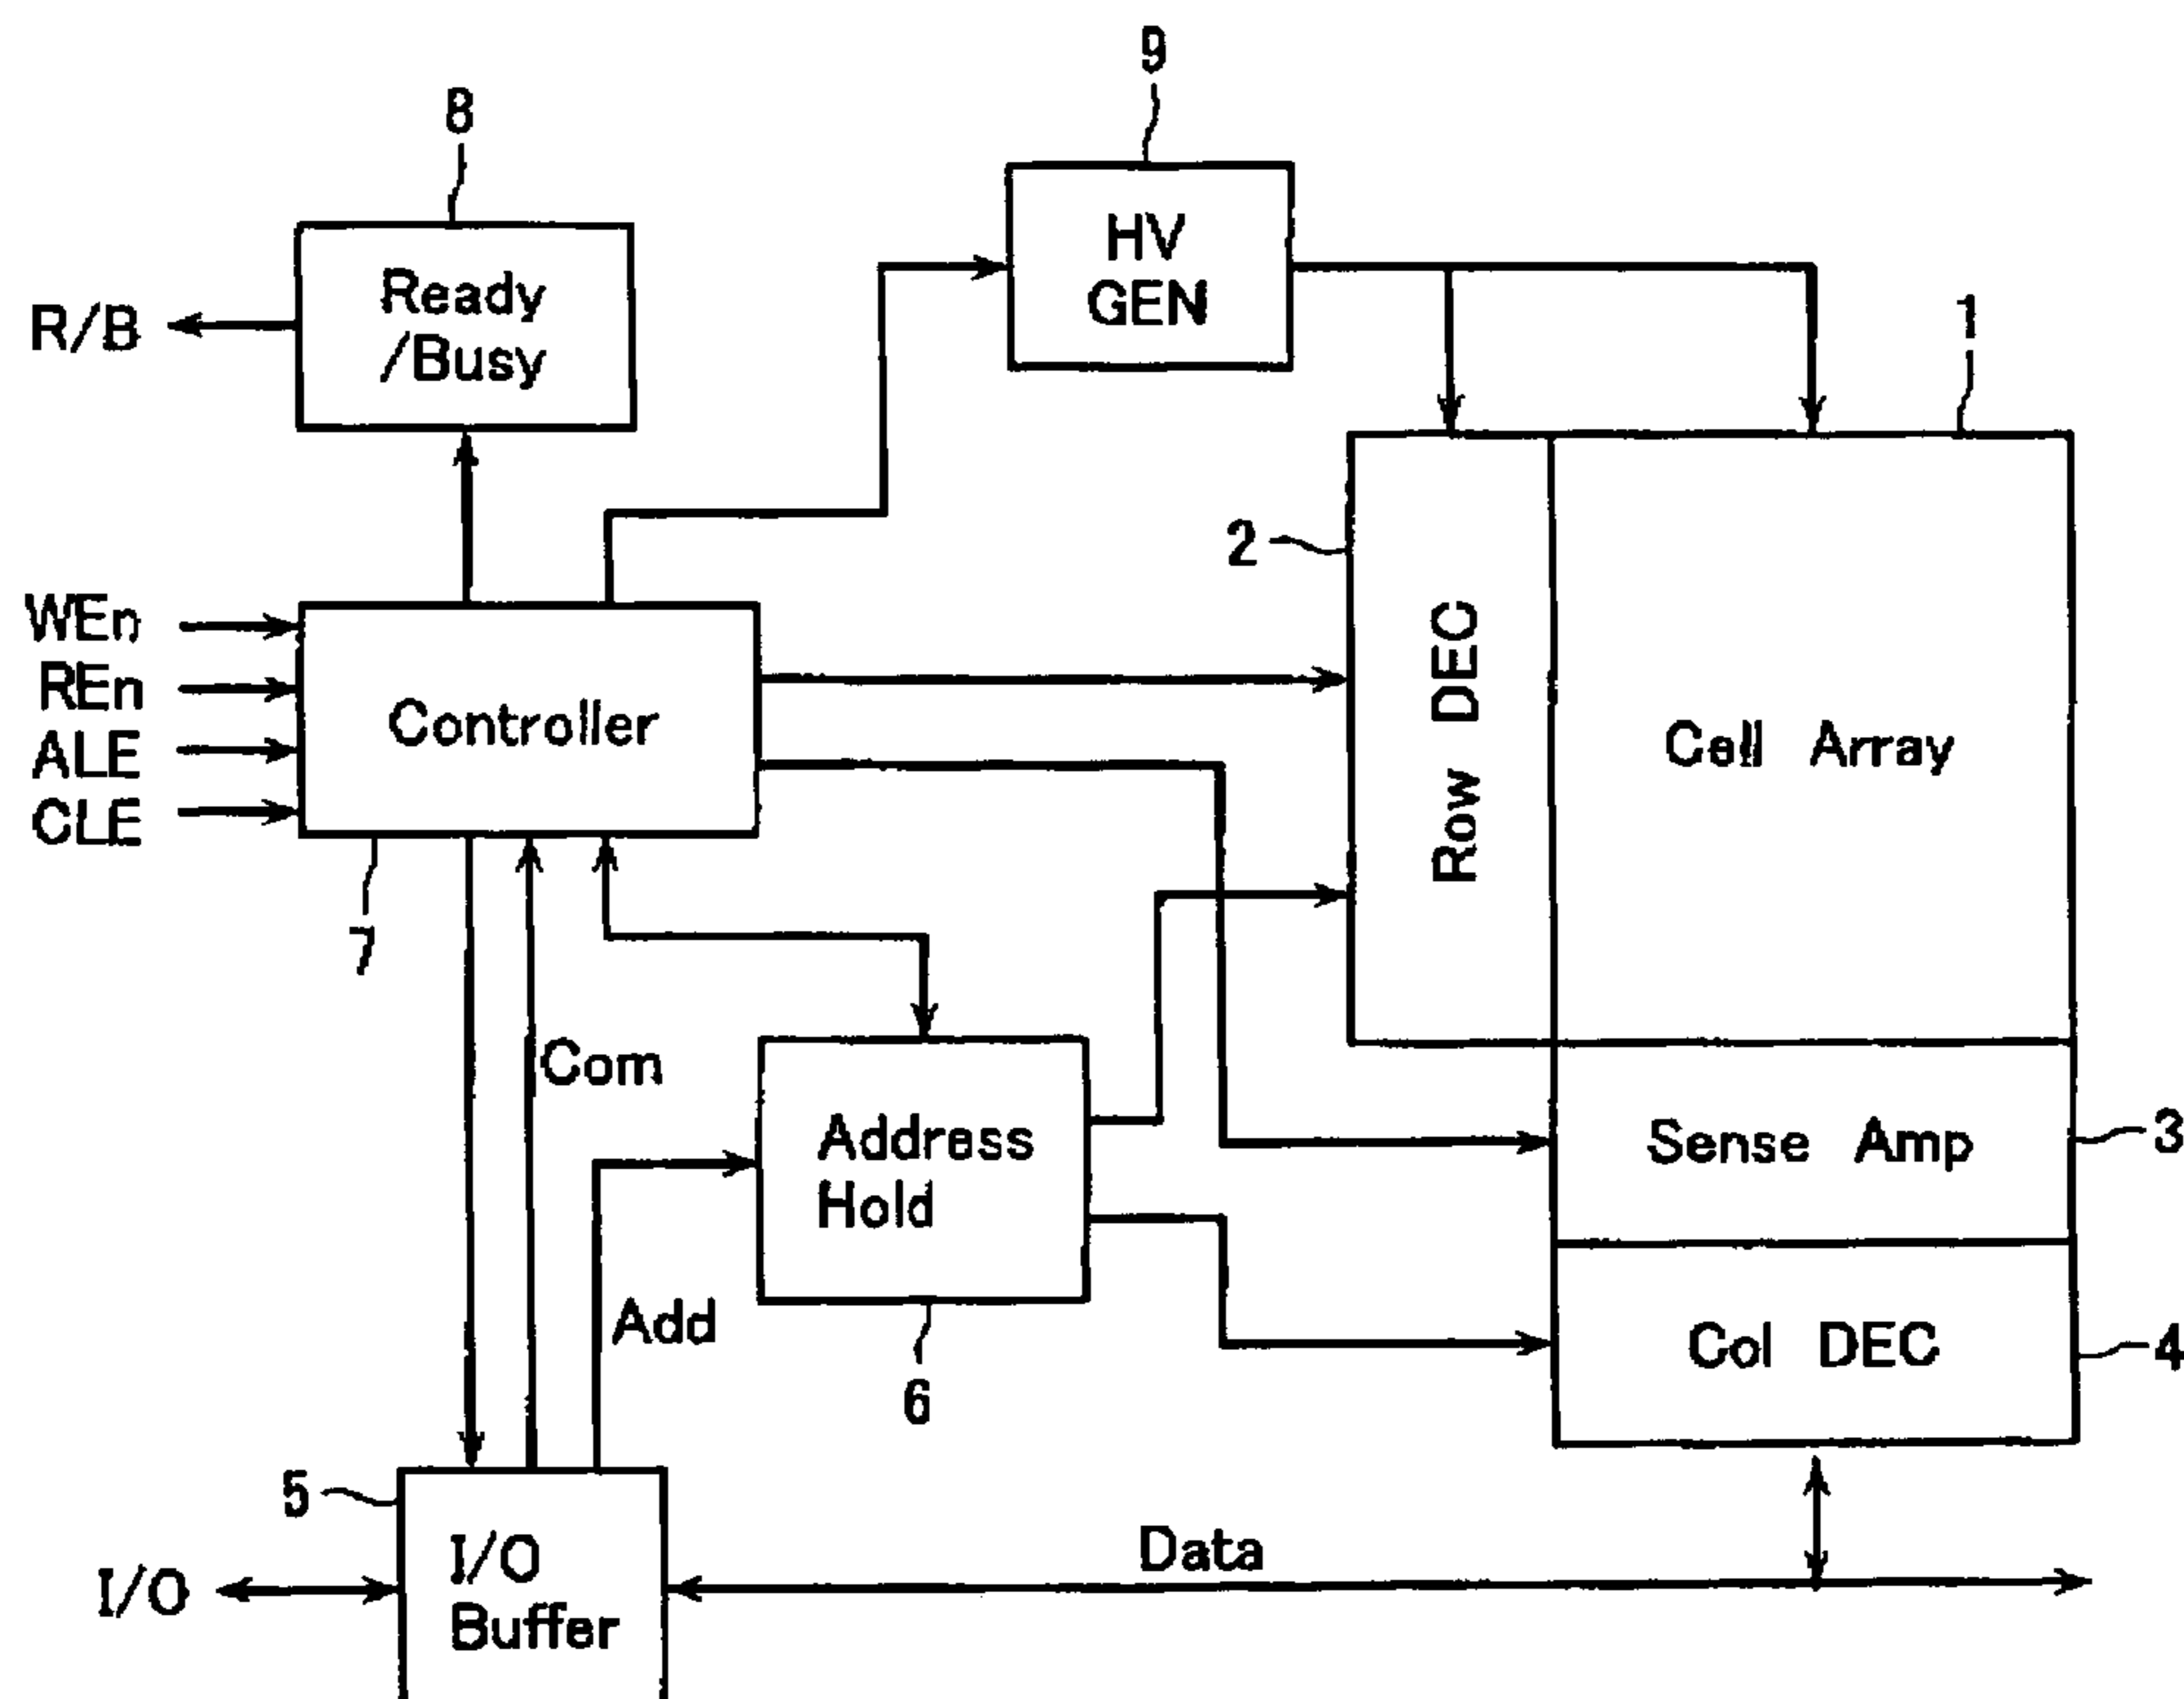 9
8
HV
GEN
Ready
/Busy
R/B
1
2
WEn
REn
ALE
CLE
Controller
Row DEC
Cell Array
7
Com
Address
Hold
Sense Amp
3
Add
Col DEC
4
6
5
I/O
Buffer
I/O
Data